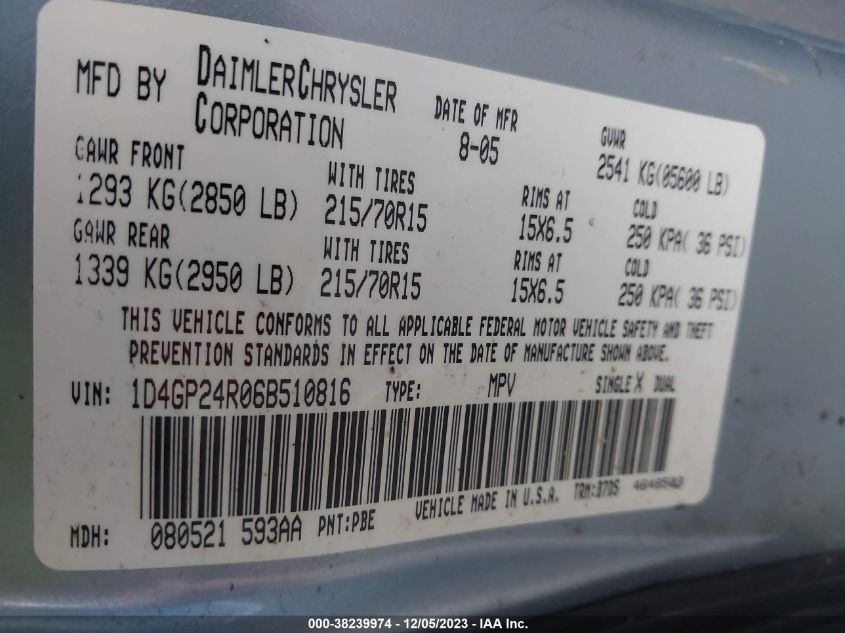 MFD BY DAIMLERCHRYSLER CORPORATION
DATE OF MFR 8-05
GVWR 2541 KG(05600 LB)
GAWR FRONT WITH TIRES RIMS AT COLD
1293 KG(2850 LB) 215/70R15 15X6.5 250 KPA( 36 PSI)
GAWR REAR WITH TIRES RIMS AT COLD
1339 KG(2950 LB) 215/70R15 15X6.5 250 KPA( 36 PSI)
THIS VEHICLE CONFORMS TO ALL APPLICABLE FEDERAL MOTOR VEHICLE SAFETY AND THEFT
PREVENTION STANDARDS IN EFFECT ON THE DATE OF MANUFACTURE SHOWN ABOVE.
VIN: 1D4GP24R06B510816 TYPE: MPV SINGLE X DUAL
MDH: 080521 593AA PNT:PBE VEHICLE MADE IN U.S.A. TRM:B7DS
000-38239974 - 12/05/2023 - IAA Inc.